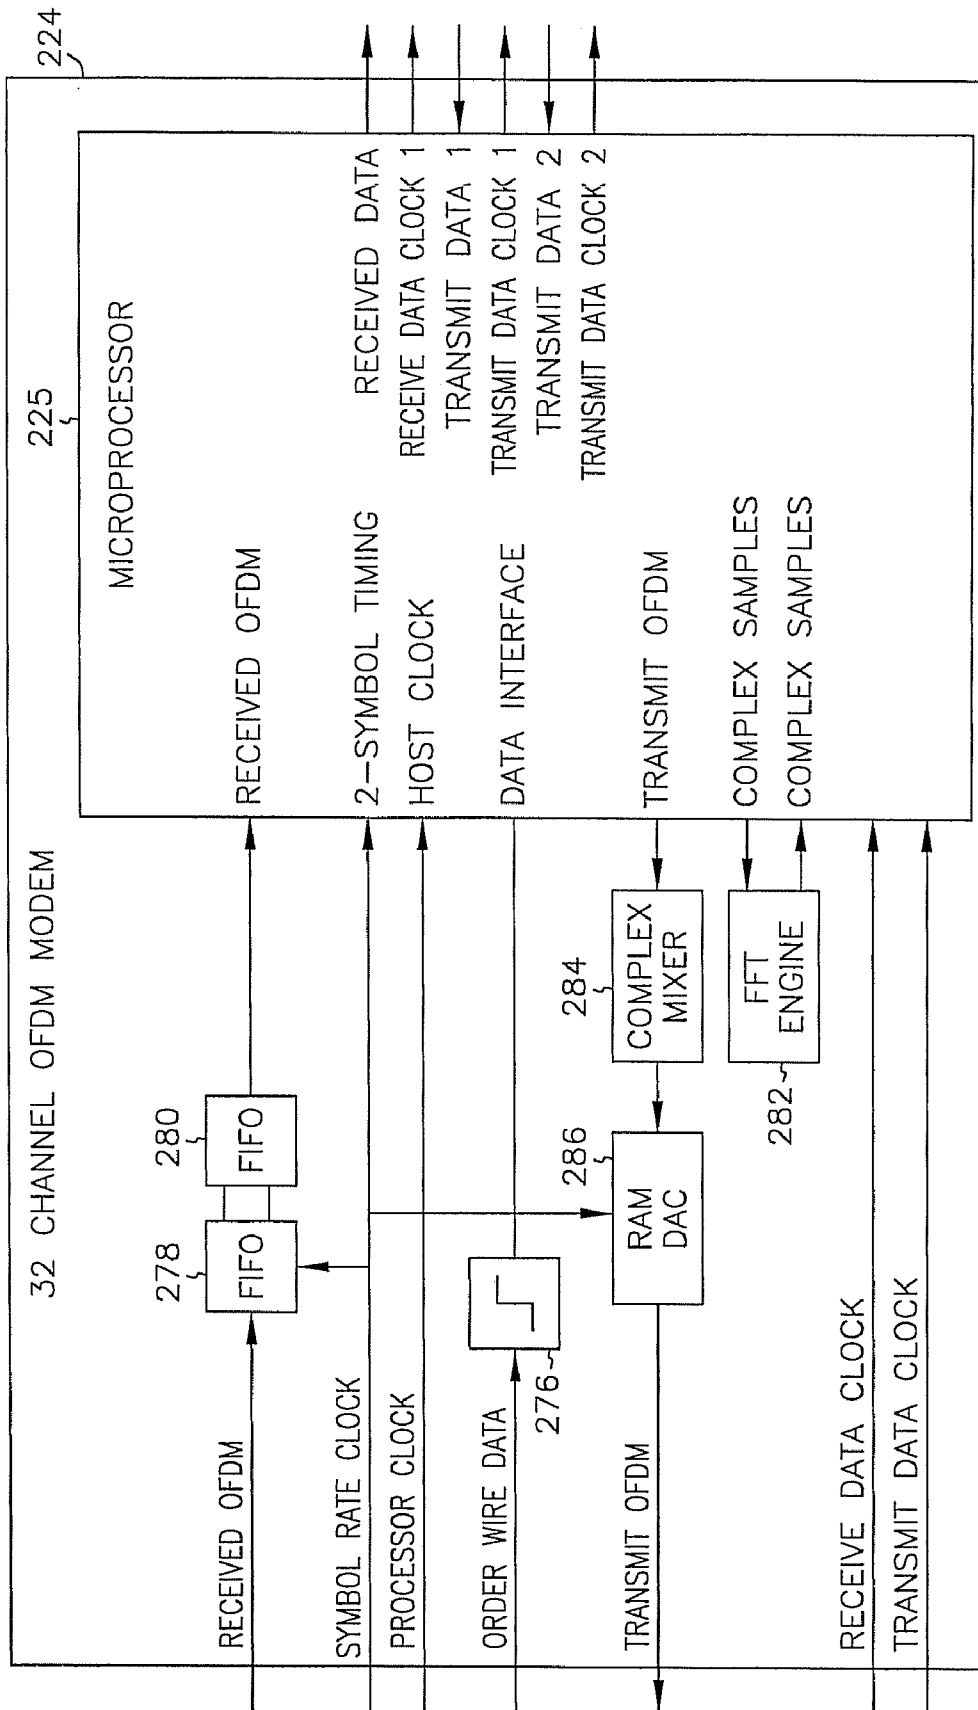 224
32 CHANNEL OFDM MODEM
225
MICROPROCESSOR
RECEIVED OFDM
278
FIFO
280
FIFO
RECEIVED OFDM
SYMBOL RATE CLOCK
2-SYMBOL TIMING
RECEIVED DATA
PROCESSOR CLOCK
HOST CLOCK
RECEIVE DATA CLOCK 1
TRANSMIT DATA 1
ORDER WIRE DATA
276
DATA INTERFACE
TRANSMIT DATA CLOCK 1
TRANSMIT DATA 2
TRANSMIT DATA CLOCK 2
TRANSMIT OFDM
286
RAM
DAC
284
COMPLEX
MIXER
TRANSMIT OFDM
282
FFT
ENGINE
COMPLEX SAMPLES
COMPLEX SAMPLES
RECEIVE DATA CLOCK
TRANSMIT DATA CLOCK